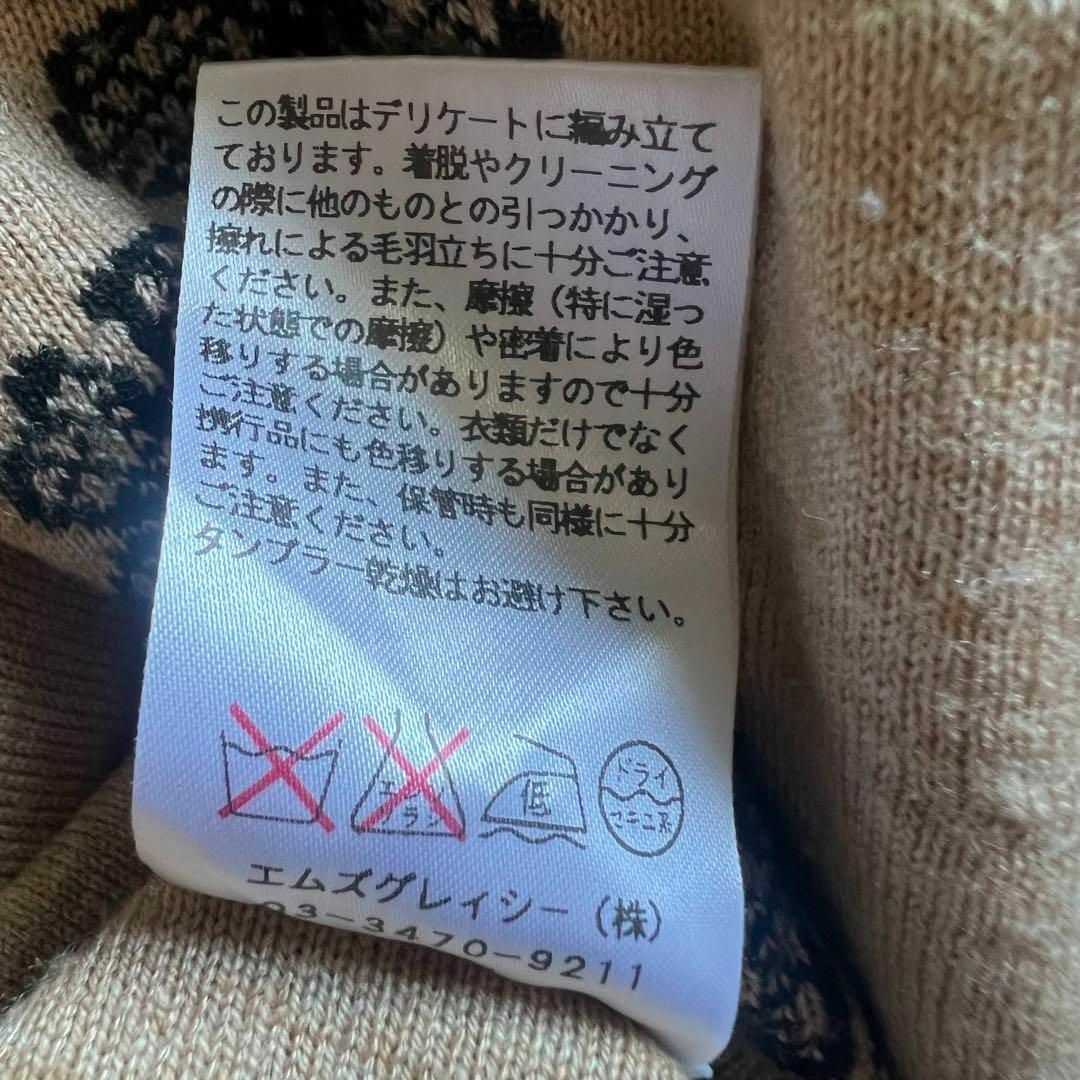 この製品はデリケートに編み立て
ております。着脱やクリーニング
の際に他のものとの引っかかり、
擦れによる毛羽立ちに十分ご注意
ください。また、摩擦（特に湿っ
た状態での摩擦）や密着により色
移りする場合がありますので十分
ご注意ください。衣類だけでなく
携行品にも色移りする場合があり
ます。また、保管時も同様に十分
ご注意ください。
タンブラー乾燥はお避け下さい。
エンソ
サラシ
低
ドライ
セキユ系
エムズグレイシー（株）
03-3470-9211